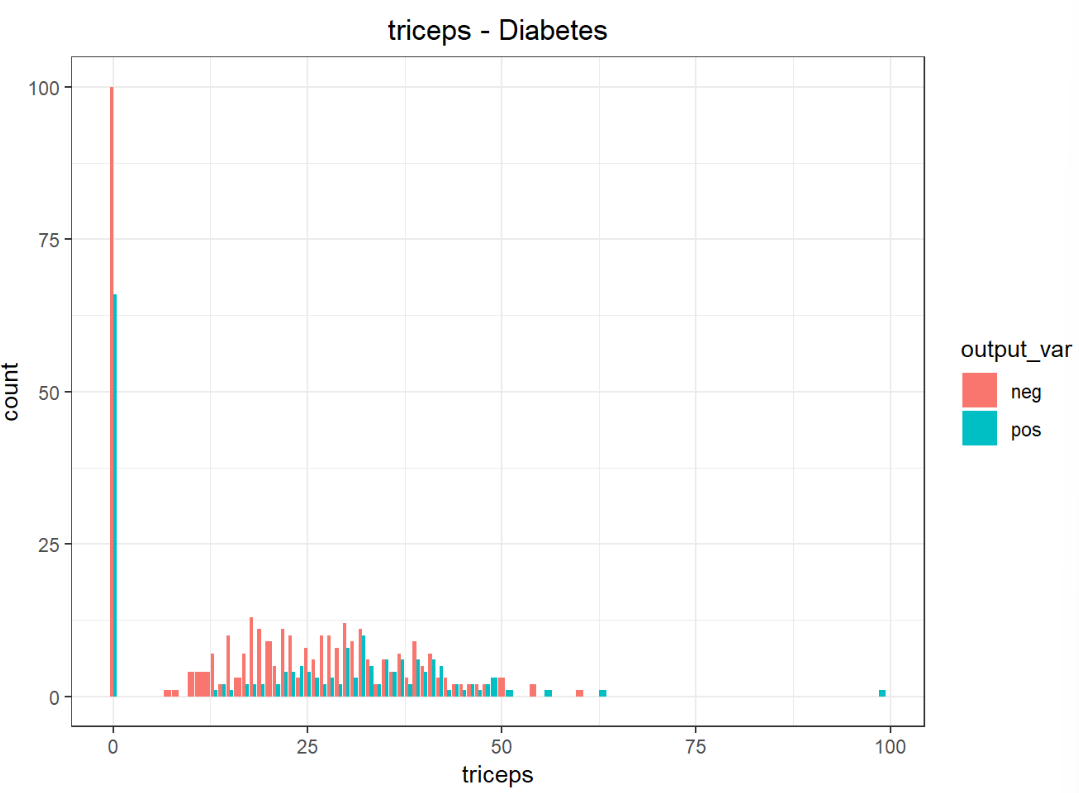 triceps - Diabetes
100
75
50
25
0
count
0 25 50 75 100
triceps
output_var
neg
pos